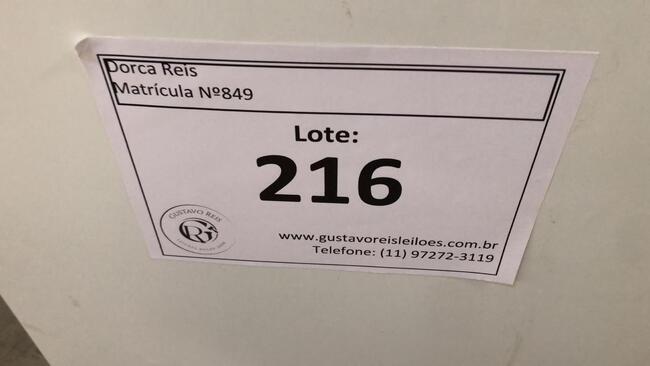 Dorca Reis
Matrícula Nº849
Lote:
216
GUSTAVO REIS
www.gustavoreisleiloes.com.br
Telefone: (11) 97272-3119